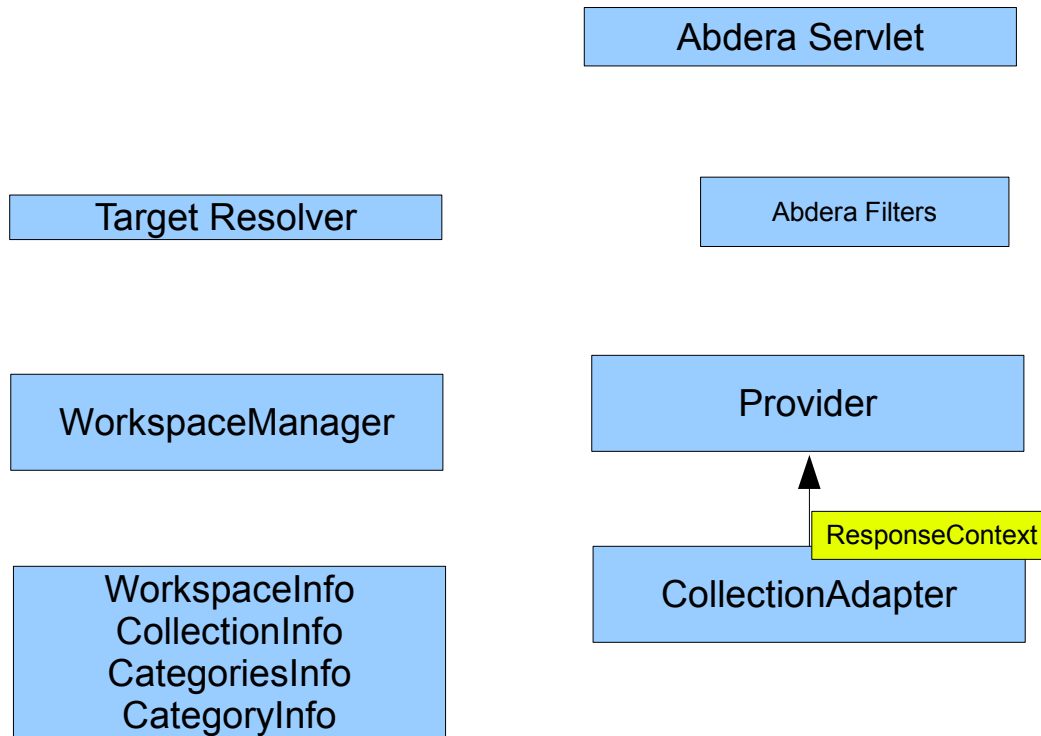 Abdera Servlet
Target Resolver
Abdera Filters
WorkspaceManager
Provider
ResponseContext
WorkspaceInfo
CollectionInfo
CategoriesInfo
CategoryInfo
CollectionAdapter